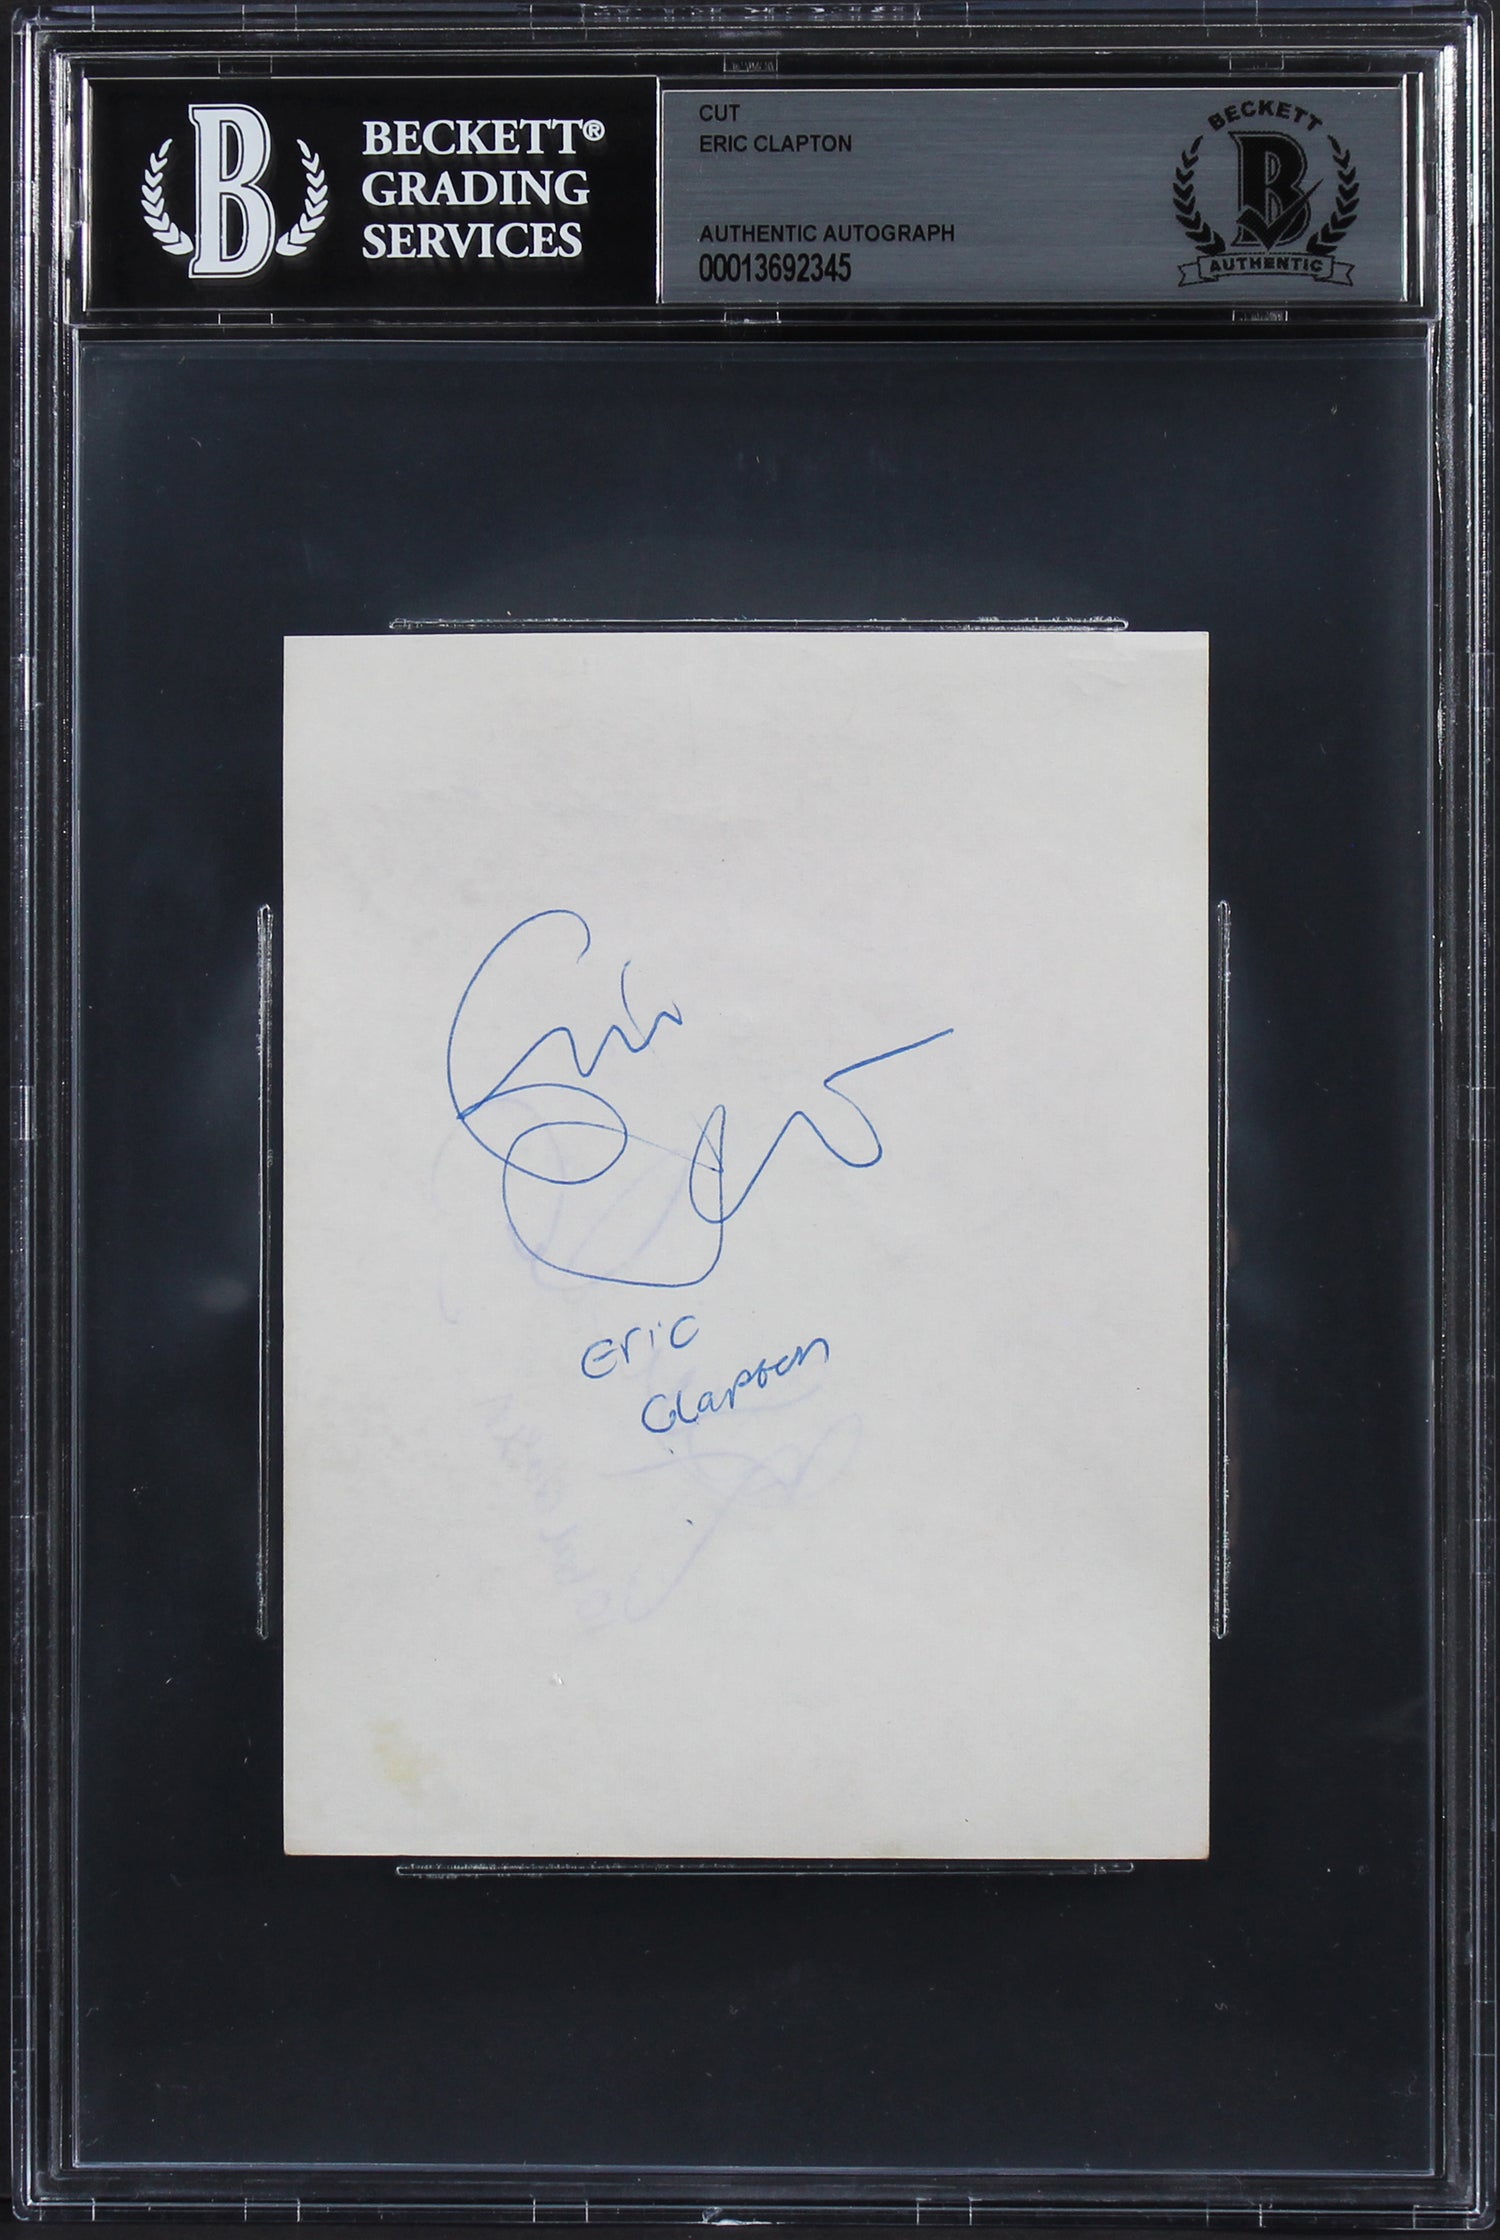 BECKETT®
GRADING
SERVICES
CUT
ERIC CLAPTON
AUTHENTIC AUTOGRAPH
00013692345
BECKETT
B
AUTHENTIC
B
Eric
Clapton